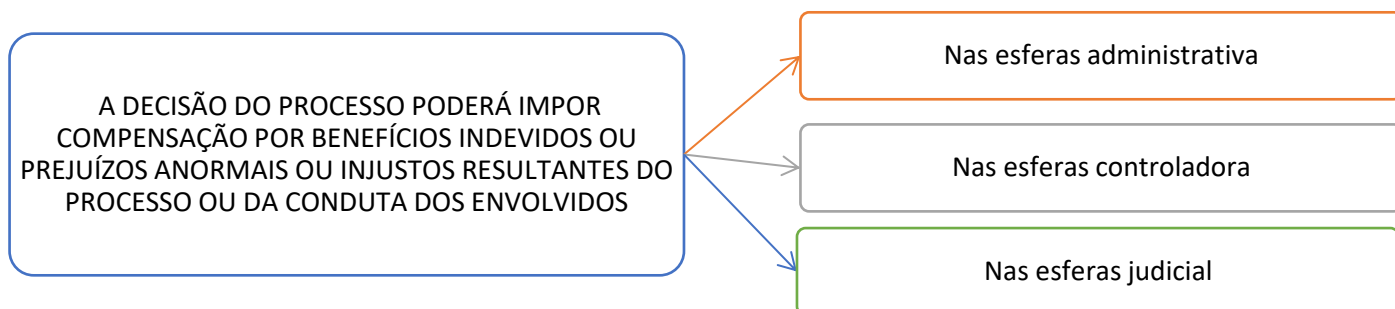 A DECISÃO DO PROCESSO PODERÁ IMPOR
COMPENSAÇÃO POR BENEFÍCIOS INDEVIDOS OU
PREJUÍZOS ANORMAIS OU INJUSTOS RESULTANTES DO
PROCESSO OU DA CONDUTA DOS ENVOLVIDOS
Nas esferas administrativa
Nas esferas controladora
Nas esferas judicial